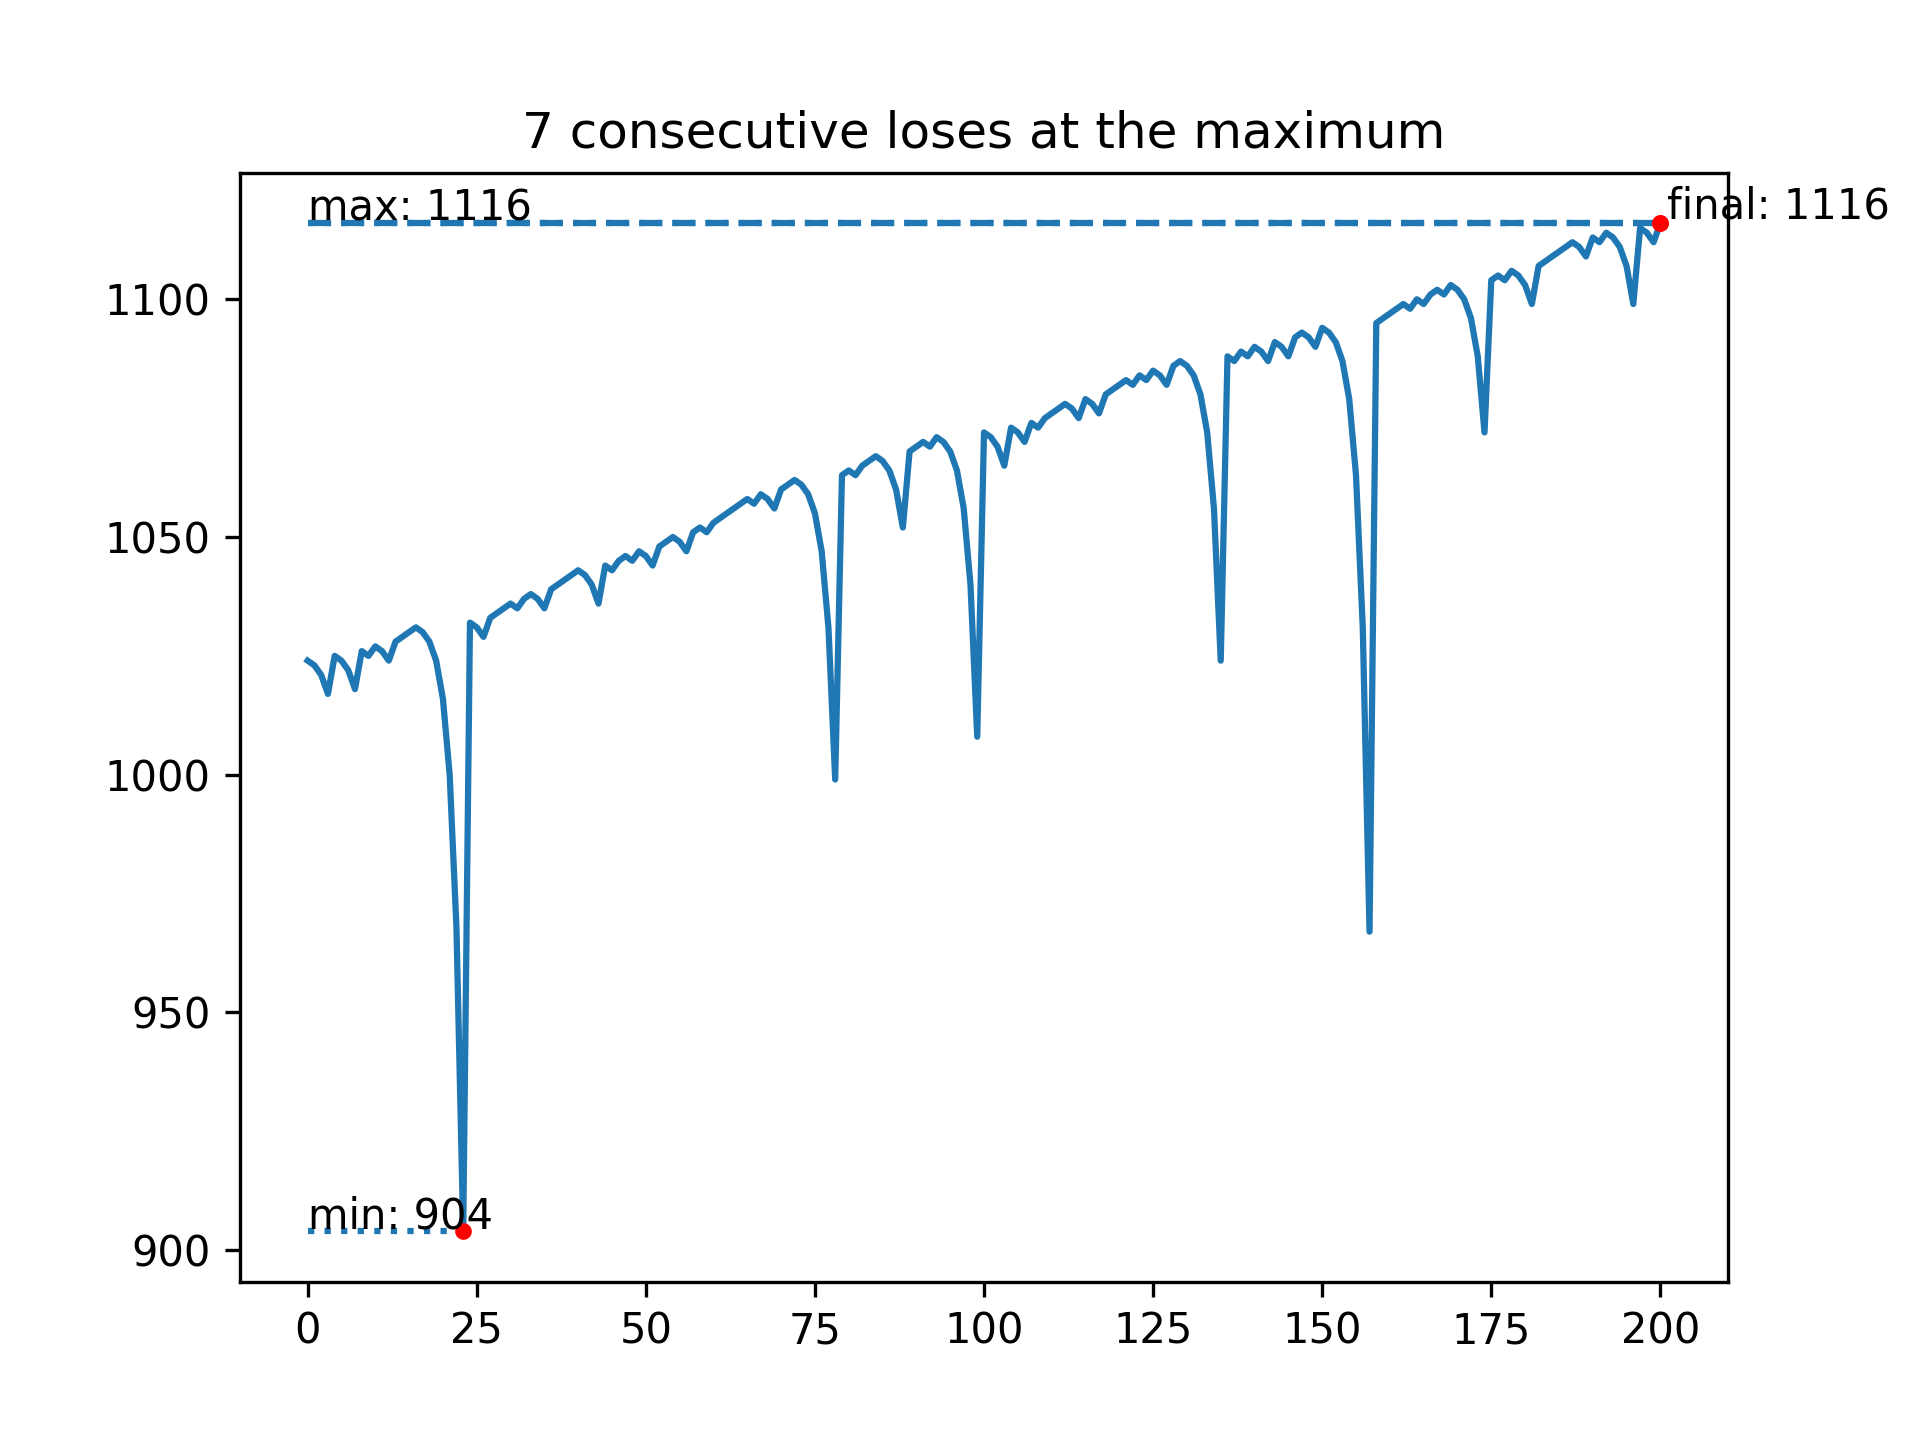 7 consecutive loses at the maximum
max: 1116
final: 1116
1100
1050
1000
950
min: 904
900
0 25 50 75 100 125 150 175 200